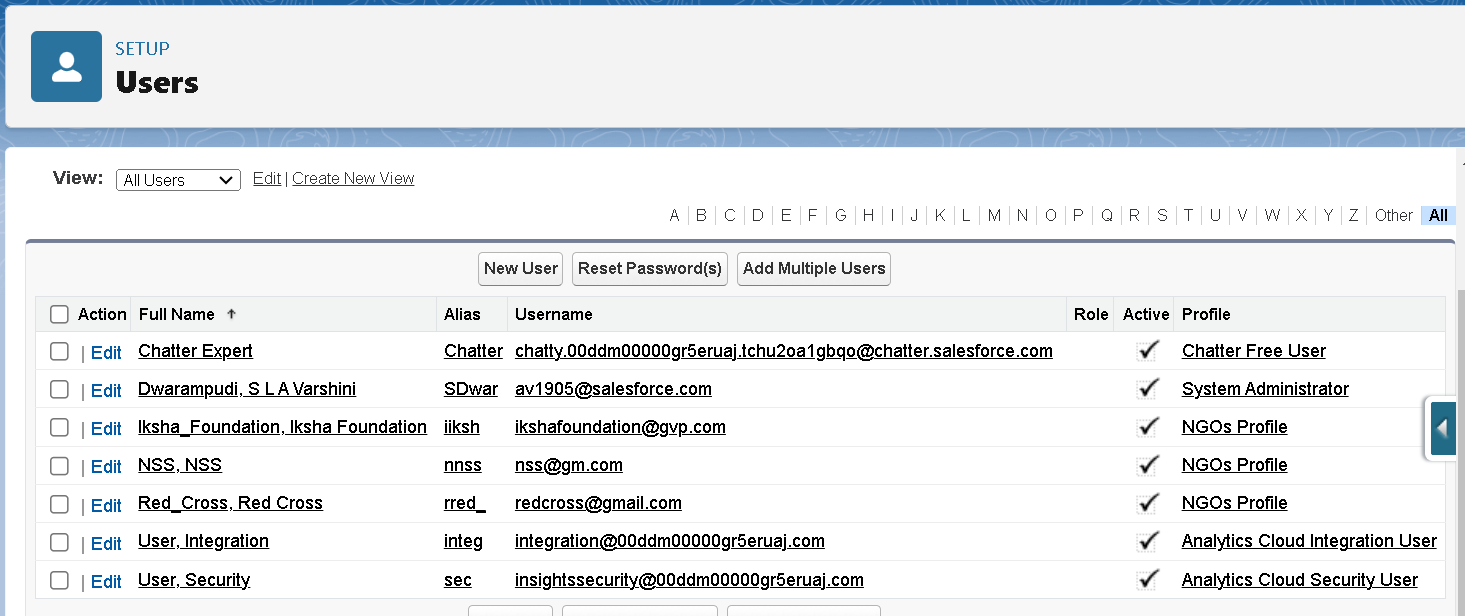 SETUP
Users
View: All Users Edit | Create New View
A | B | C | D | E | F | G | H | I | J | K | L | M | N | O | P | Q | R | S | T | U | V | W | X | Y | Z | Other | All
New User Reset Password(s) Add Multiple Users
Action Full Name ↑ Alias Username Role Active Profile
| Edit Chatter Expert Chatter chatty.00ddm00000gr5eruaj.tchu2oa1gbqo@chatter.salesforce.com Chatter Free User
| Edit Dwarampudi, S L A Varshini SDwar av1905@salesforce.com System Administrator
| Edit Iksha_Foundation, Iksha Foundation iiksh ikshafoundation@gvp.com NGOs Profile
| Edit NSS, NSS nnss nss@gm.com NGOs Profile
| Edit Red_Cross, Red Cross rred_ redcross@gmail.com NGOs Profile
| Edit User, Integration integ integration@00ddm00000gr5eruaj.com Analytics Cloud Integration User
| Edit User, Security sec insightssecurity@00ddm00000gr5eruaj.com Analytics Cloud Security User